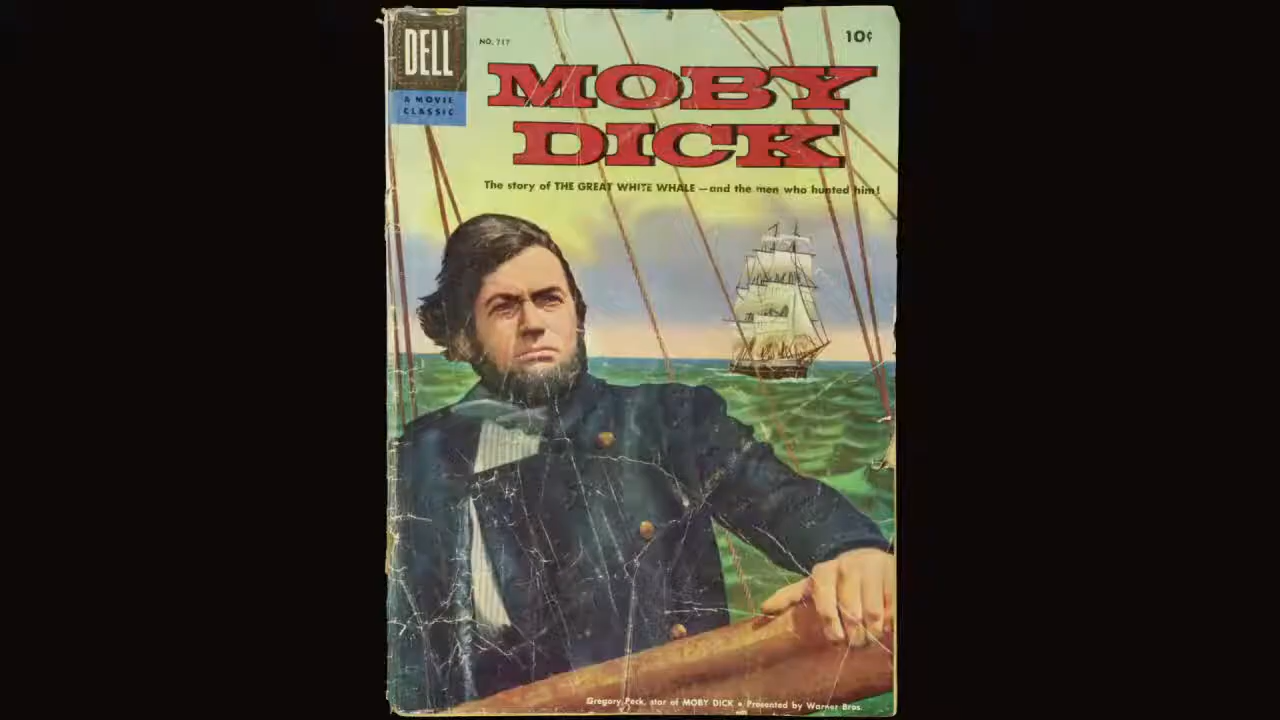 DELL
A MOVIE
CLASSIC
NO. 717
10¢
MOBY
DICK
The story of THE GREAT WHITE WHALE—and the men who hunted him!
Gregory Peck, star of MOBY DICK • Presented by Warner Bros.